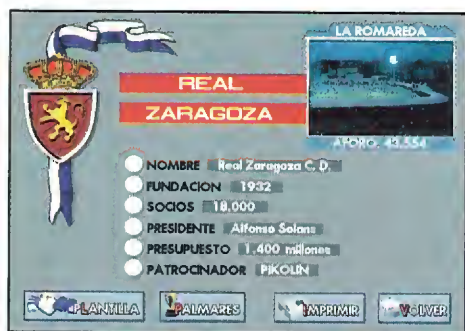 LA ROMAREDA
REAL
ZARAGOZA
AFORO. 43.554
NOMBRE Real Zaragoza C. D.
FUNDACION 1932
SOCIOS 18.000
PRESIDENTE Alfonso Solans
PRESUPUESTO 1.400 millones
PATROCINADOR PIKOLIN
PLANTILLA PALMARES IMPRIMIR VOLVER